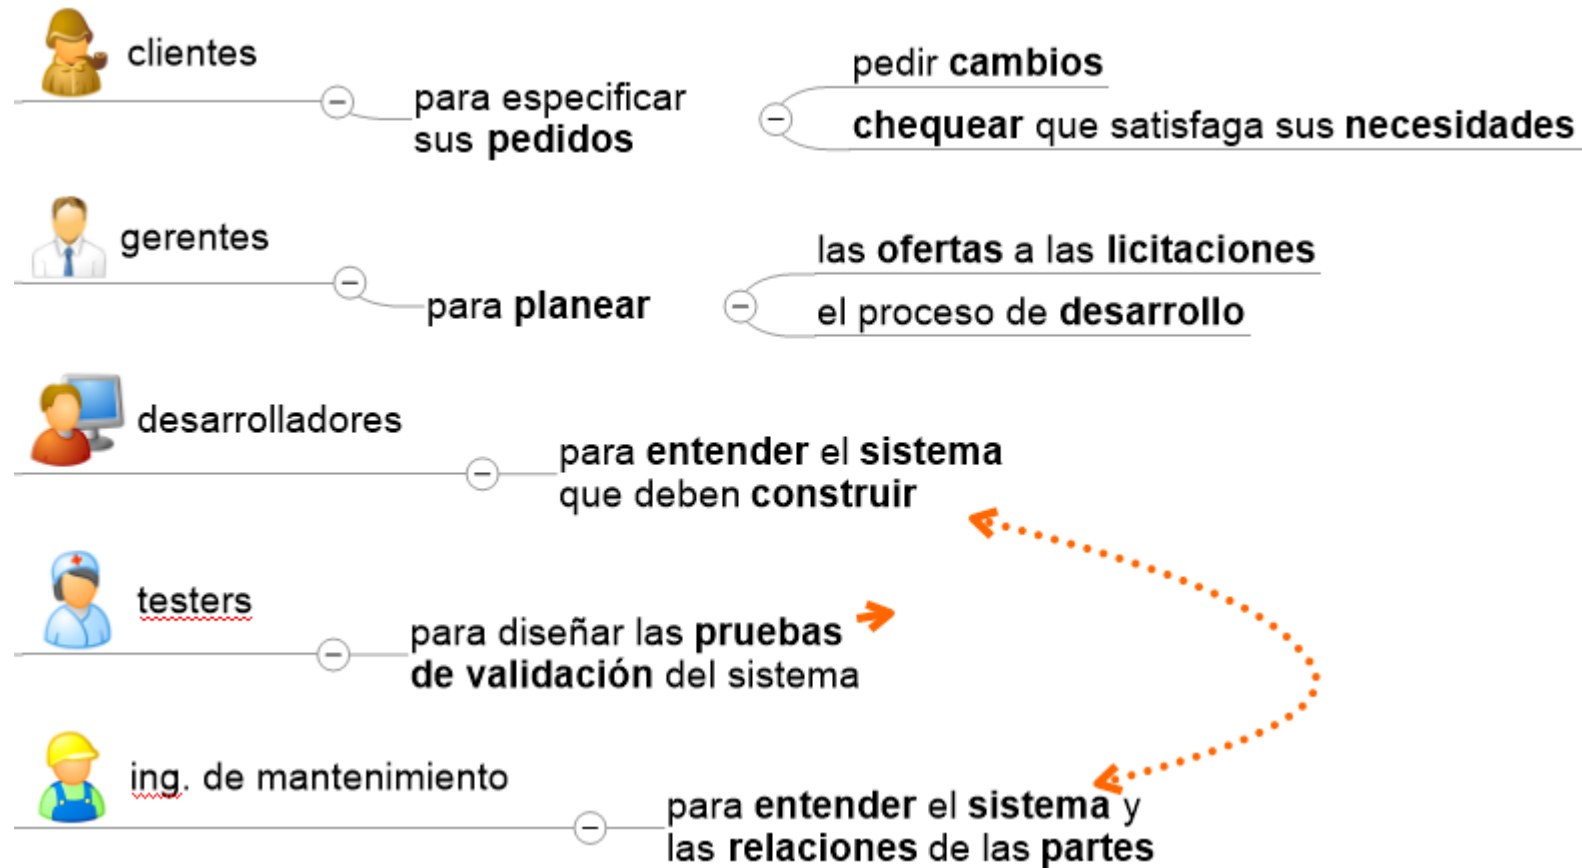 clientes
para especificar
sus pedidos
pedir cambios
chequear que satisfaga sus necesidades
gerentes
para planear
las ofertas a las licitaciones
el proceso de desarrollo
desarrolladores
para entender el sistema
que deben construir
testers
para diseñar las pruebas
de validación del sistema
ing. de mantenimiento
para entender el sistema y
las relaciones de las partes